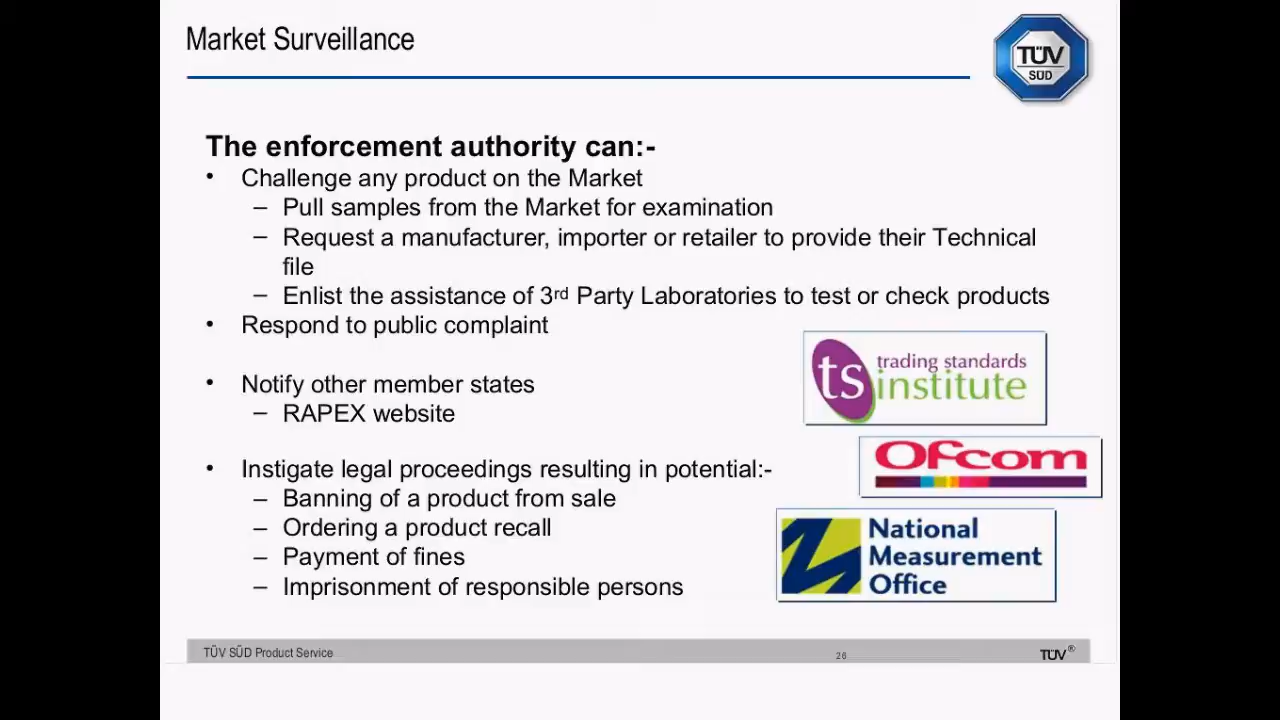 Market Surveillance
TÜV
SÜD
The enforcement authority can:-
• Challenge any product on the Market
– Pull samples from the Market for examination
– Request a manufacturer, importer or retailer to provide their Technical
file
– Enlist the assistance of 3rd Party Laboratories to test or check products
• Respond to public complaint
• Notify other member states
– RAPEX website
• Instigate legal proceedings resulting in potential:-
– Banning of a product from sale
– Ordering a product recall
– Payment of fines
– Imprisonment of responsible persons
ts
trading standards
institute
Ofcom
National
Measurement
Office
TÜV SÜD Product Service
26
TÜV®